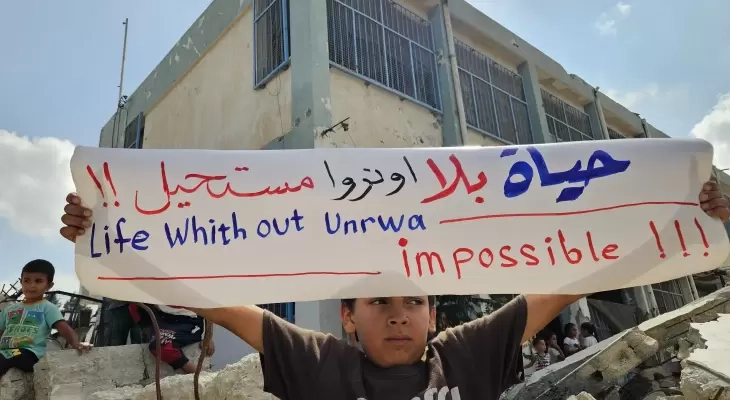 حياة بلا اونروا مستحيل !!
Life Whith out Unrwa
impossible !!!